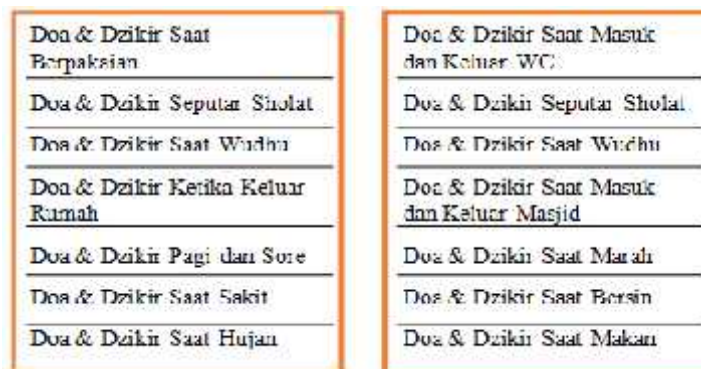 Doa & Dzikir Saat
Berpakaian
Doa & Dzikir Seputar Sholat
Doa & Dzikir Saat Wudhu
Doa & Dzikir Ketika Keluar
Rumah
Doa & Dzikir Pagi dan Sore
Doa & Dzikir Saat Sakit
Doa & Dzikir Saat Hujan
Doa & Dzikir Saat Masuk
dan Keluar WC
Doa & Dzikir Seputar Sholat
Doa & Dzikir Saat Wudhu
Doa & Dzikir Saat Masuk
dan Keluar Masjid
Doa & Dzikir Saat Marah
Doa & Dzikir Saat Bersin
Doa & Dzikir Saat Makan